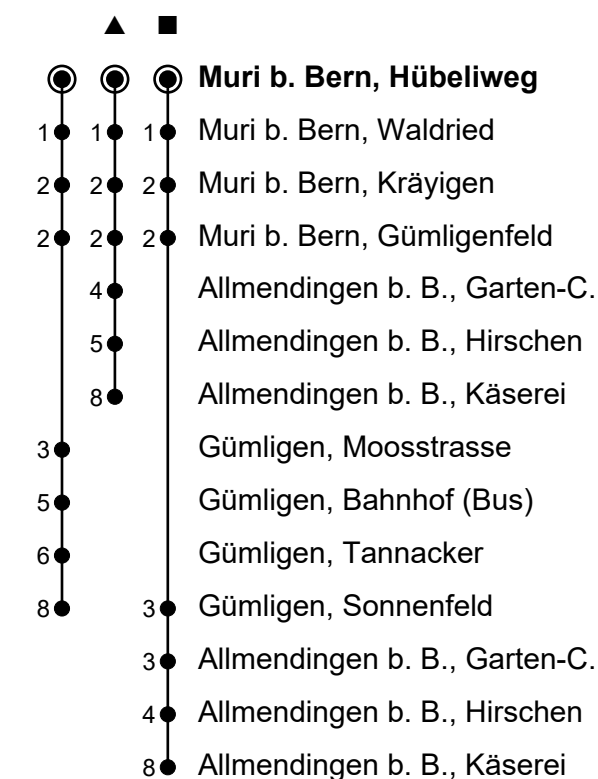 ▲ ■
Muri b. Bern, Hübeliweg
1 1 1 Muri b. Bern, Waldried
2 2 2 Muri b. Bern, Kräyigen
2 2 2 Muri b. Bern, Gümligenfeld
4 Allmendingen b. B., Garten-C.
5 Allmendingen b. B., Hirschen
8 Allmendingen b. B., Käserei
3 Gümligen, Moosstrasse
5 Gümligen, Bahnhof (Bus)
6 Gümligen, Tannacker
8 3 Gümligen, Sonnenfeld
3 Allmendingen b. B., Garten-C.
4 Allmendingen b. B., Hirschen
8 Allmendingen b. B., Käserei